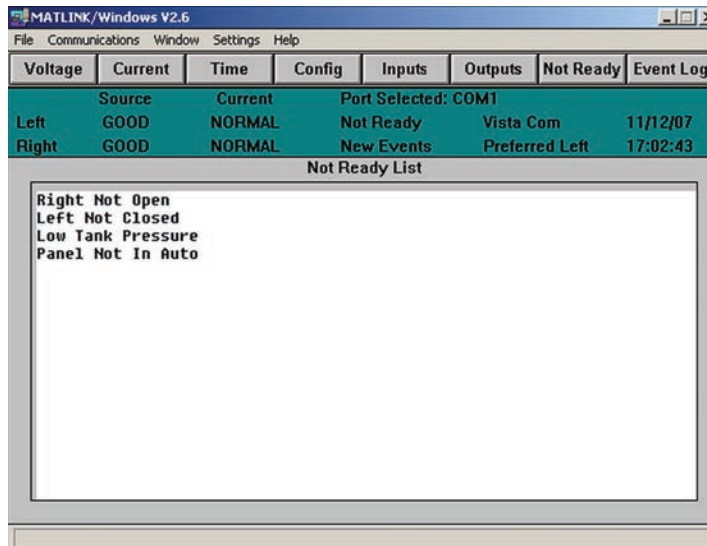 MATLINK/Windows V2.6
File Communications Window Settings Help
Voltage Current Time Config Inputs Outputs Not Ready Event Log
Source Current Port Selected: COM1
Left GOOD NORMAL Not Ready Vista Com 11/12/07
Right GOOD NORMAL New Events Preferred Left 17:02:43
Not Ready List
Right Not Open
Left Not Closed
Low Tank Pressure
Panel Not In Auto